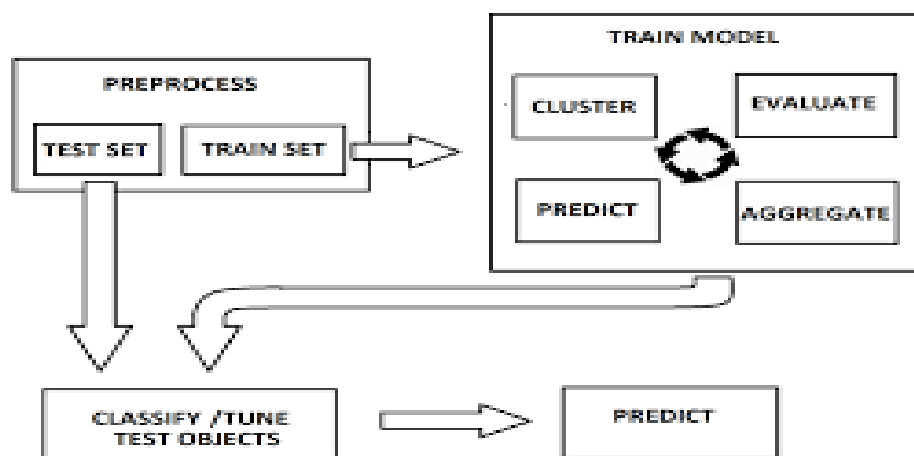 TRAIN MODEL
PREPROCESS
CLUSTER
EVALUATE
TEST SET
TRAIN SET
PREDICT
AGGREGATE
CLASSIFY /TUNE
TEST OBJECTS
PREDICT